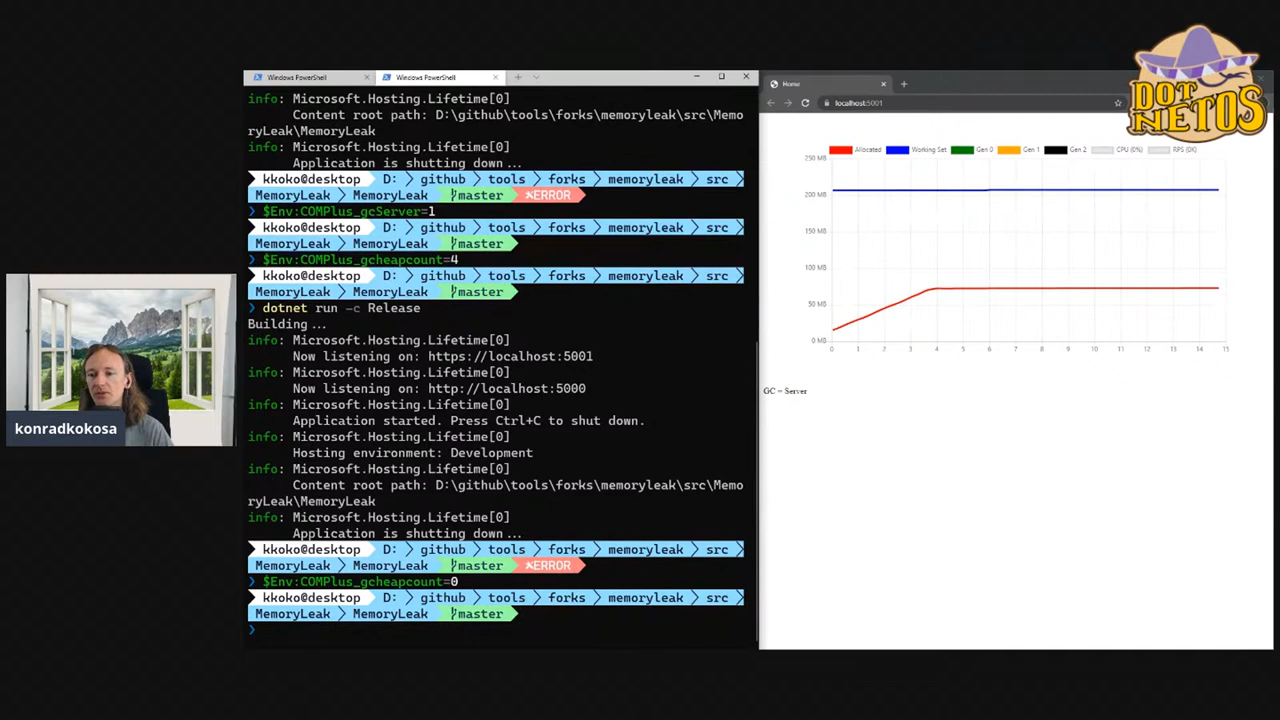 Windows PowerShell
Windows PowerShell
info: Microsoft.Hosting.Lifetime[0]
Content root path: D:\github\tools\forks\memoryleak\src\Memo
ryLeak\MemoryLeak
info: Microsoft.Hosting.Lifetime[0]
Application is shutting down...
kkoko@desktop D: github tools forks memoryleak src
MemoryLeak MemoryLeak master ERROR
❯ $Env:COMPlus_gcServer=1
kkoko@desktop D: github tools forks memoryleak src
MemoryLeak MemoryLeak master
❯ $Env:COMPlus_gcheapcount=4
kkoko@desktop D: github tools forks memoryleak src
MemoryLeak MemoryLeak master
❯ dotnet run -c Release
Building...
info: Microsoft.Hosting.Lifetime[0]
Now listening on: https://localhost:5001
info: Microsoft.Hosting.Lifetime[0]
Now listening on: http://localhost:5000
info: Microsoft.Hosting.Lifetime[0]
Application started. Press Ctrl+C to shut down.
info: Microsoft.Hosting.Lifetime[0]
Hosting environment: Development
info: Microsoft.Hosting.Lifetime[0]
Content root path: D:\github\tools\forks\memoryleak\src\Memo
ryLeak\MemoryLeak
info: Microsoft.Hosting.Lifetime[0]
Application is shutting down...
kkoko@desktop D: github tools forks memoryleak src
MemoryLeak MemoryLeak master ERROR
❯ $Env:COMPlus_gcheapcount=0
kkoko@desktop D: github tools forks memoryleak src
MemoryLeak MemoryLeak master
❯
konradkokosa
Home
localhost:5001
Allocated Working Set Gen 0 Gen 1 Gen 2 CPU (0%) RPS (0K)
250 MB
200 MB
150 MB
100 MB
50 MB
0 MB
0 1 2 3 4 5 6 7 8 9 10 11 12 13 14 15
GC = Server
DOT
NETOS